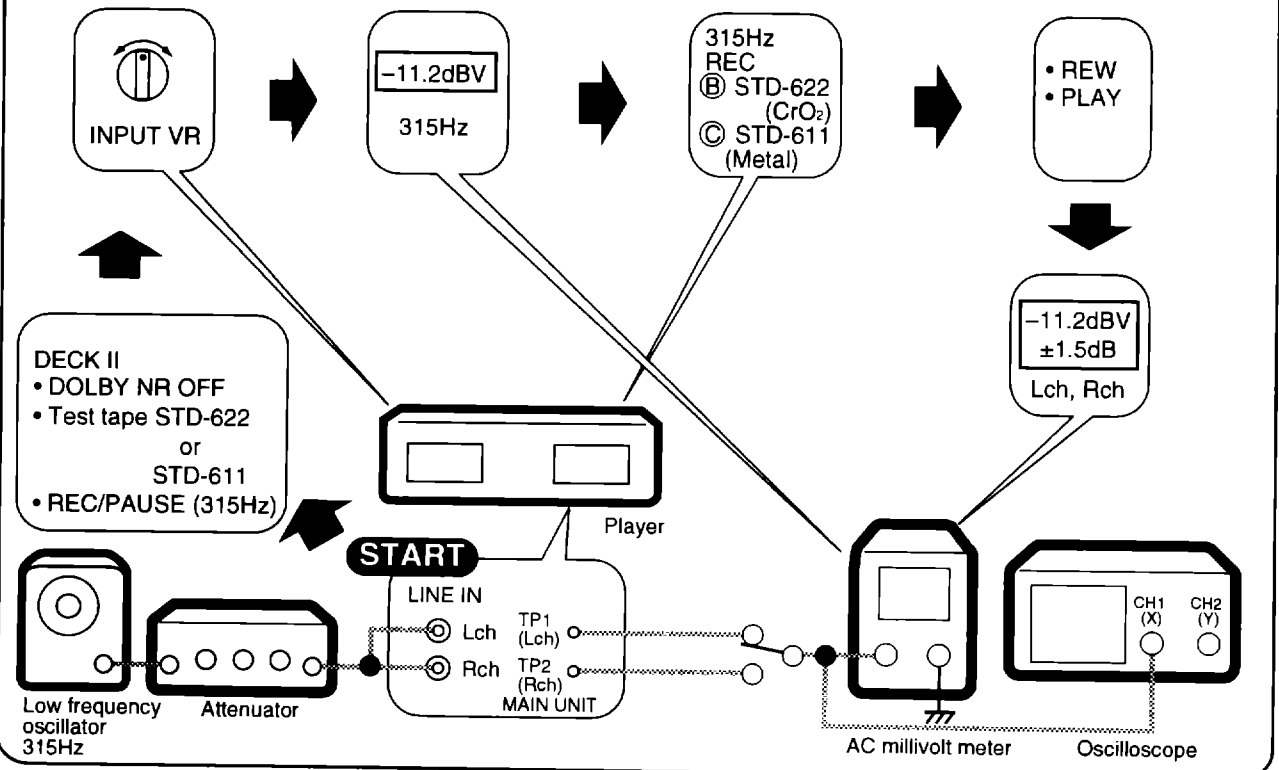 INPUT VR
−11.2dBV
315Hz
315Hz
REC
Ⓑ STD-622
(CrO₂)
Ⓒ STD-611
(Metal)
• REW
• PLAY
−11.2dBV
±1.5dB
Lch, Rch
DECK II
• DOLBY NR OFF
• Test tape STD-622
or
STD-611
• REC/PAUSE (315Hz)
Player
START
LINE IN
Lch
Rch
TP1
(Lch)
TP2
(Rch)
MAIN UNIT
CH1
(X)
CH2
(Y)
Low frequency
oscillator
315Hz
Attenuator
AC millivolt meter
Oscilloscope